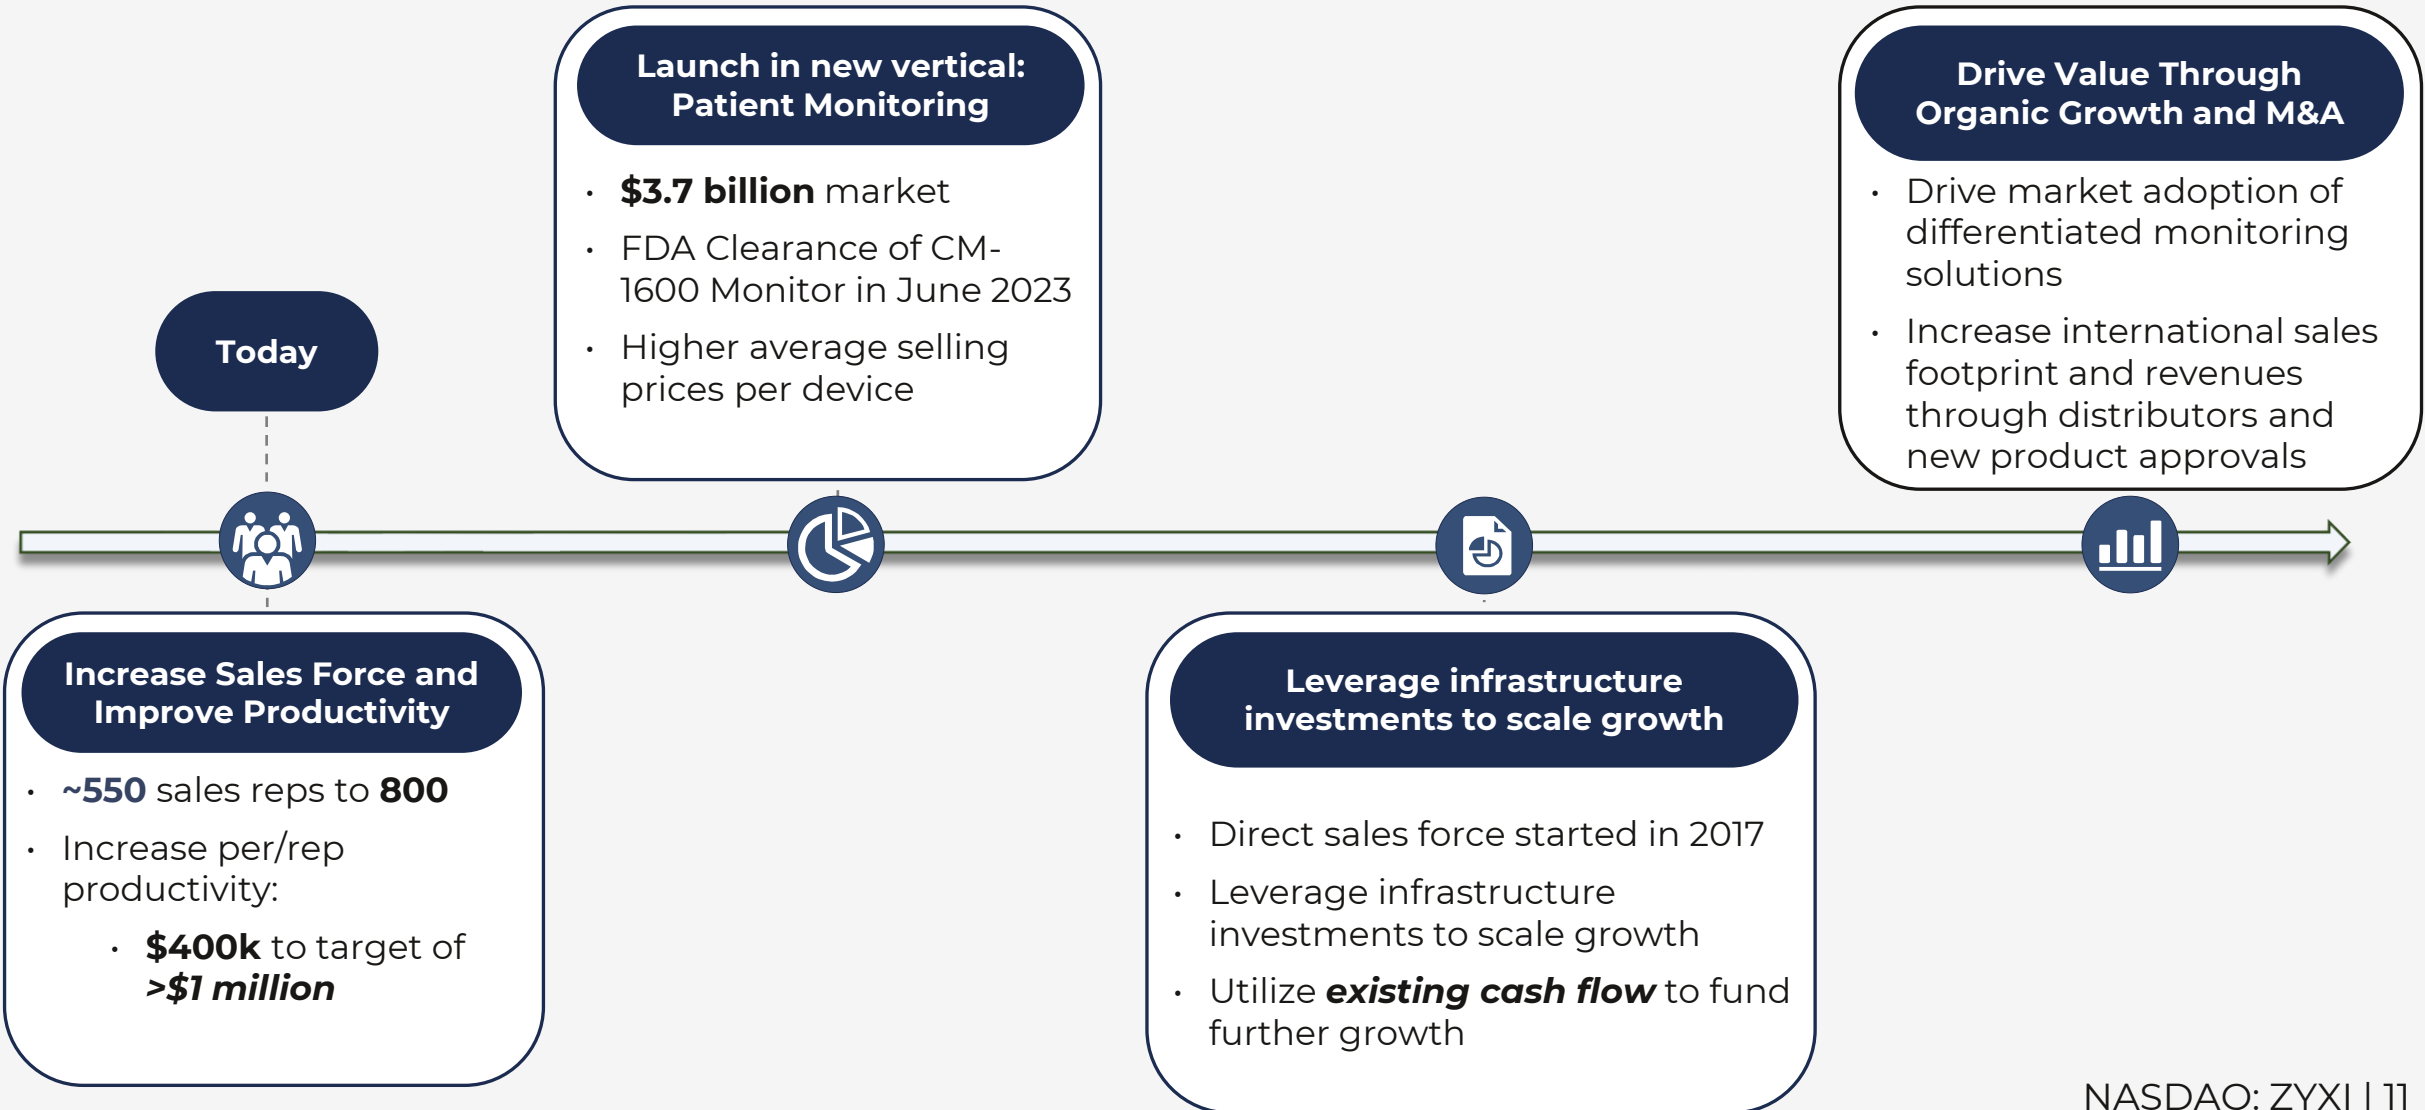 Launch in new vertical:
Patient Monitoring
• $3.7 billion market
• FDA Clearance of CM-
1600 Monitor in June 2023
• Higher average selling
prices per device
Drive Value Through
Organic Growth and M&A
• Drive market adoption of
differentiated monitoring
solutions
• Increase international sales
footprint and revenues
through distributors and
new product approvals
Today
Increase Sales Force and
Improve Productivity
• ~550 sales reps to 800
• Increase per/rep
productivity:
• $400k to target of
>$1 million
Leverage infrastructure
investments to scale growth
• Direct sales force started in 2017
• Leverage infrastructure
investments to scale growth
• Utilize existing cash flow to fund
further growth
NASDAQ: ZYXI | 11